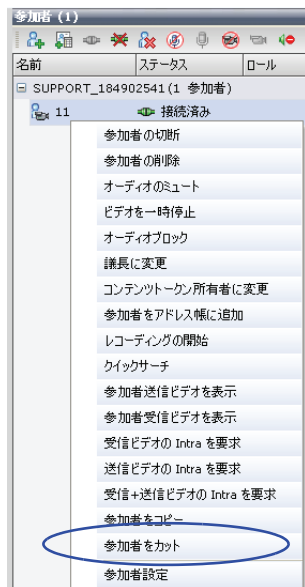 参加者 (1)
名前 ステータス ロール
SUPPORT_184902541(1 参加者)
11 接続済み
参加者の切断
参加者の削除
オーディオのミュート
ビデオを一時停止
オーディオブロック
議長に変更
コンテンツトークン所有者に変更
参加者をアドレス帳に追加
レコーディングの開始
クイックサーチ
参加者送信ビデオを表示
参加者受信ビデオを表示
受信ビデオの Intra を要求
送信ビデオの Intra を要求
受信+送信ビデオの Intra を要求
参加者をコピー
参加者をカット
参加者設定